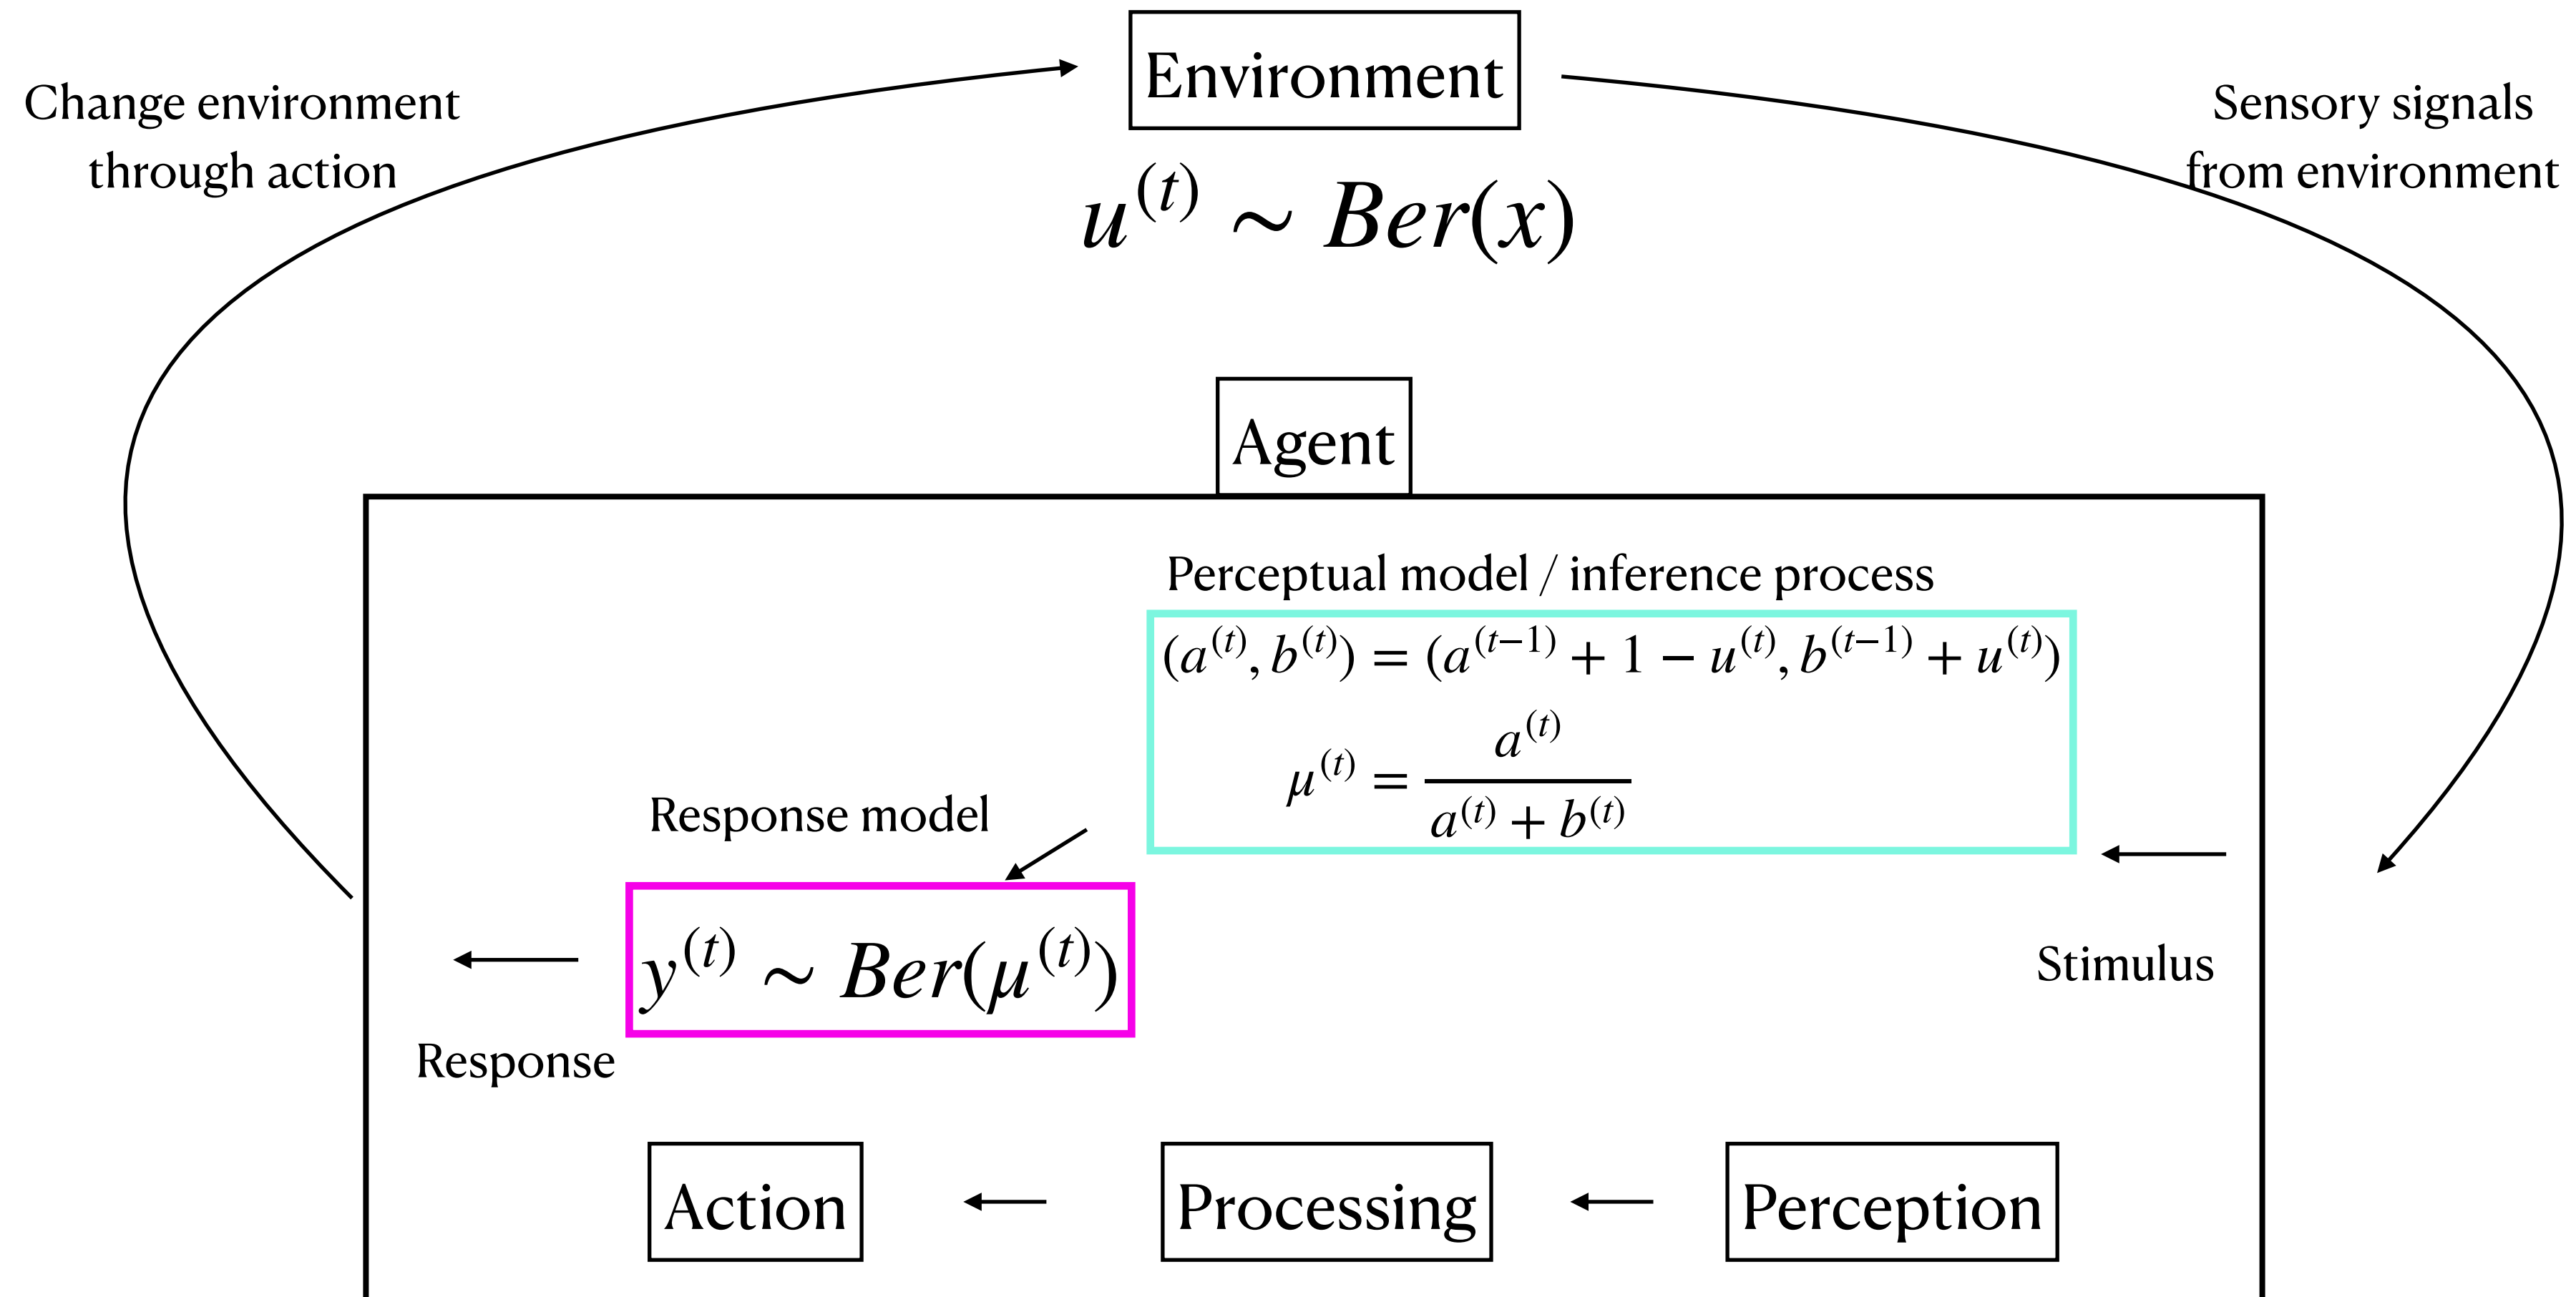 Environment
Change environment
through action
Sensory signals
from environment
u^{(t)} ∼ Ber(x)
Agent
Perceptual model / inference process
(a^{(t)}, b^{(t)}) = (a^{(t−1)} + 1 − u^{(t)}, b^{(t−1)} + u^{(t)})
μ^{(t)} = \frac{a^{(t)}}{a^{(t)} + b^{(t)}}
Response model
y^{(t)} ∼ Ber(μ^{(t)})
Stimulus
Response
Action
Processing
Perception